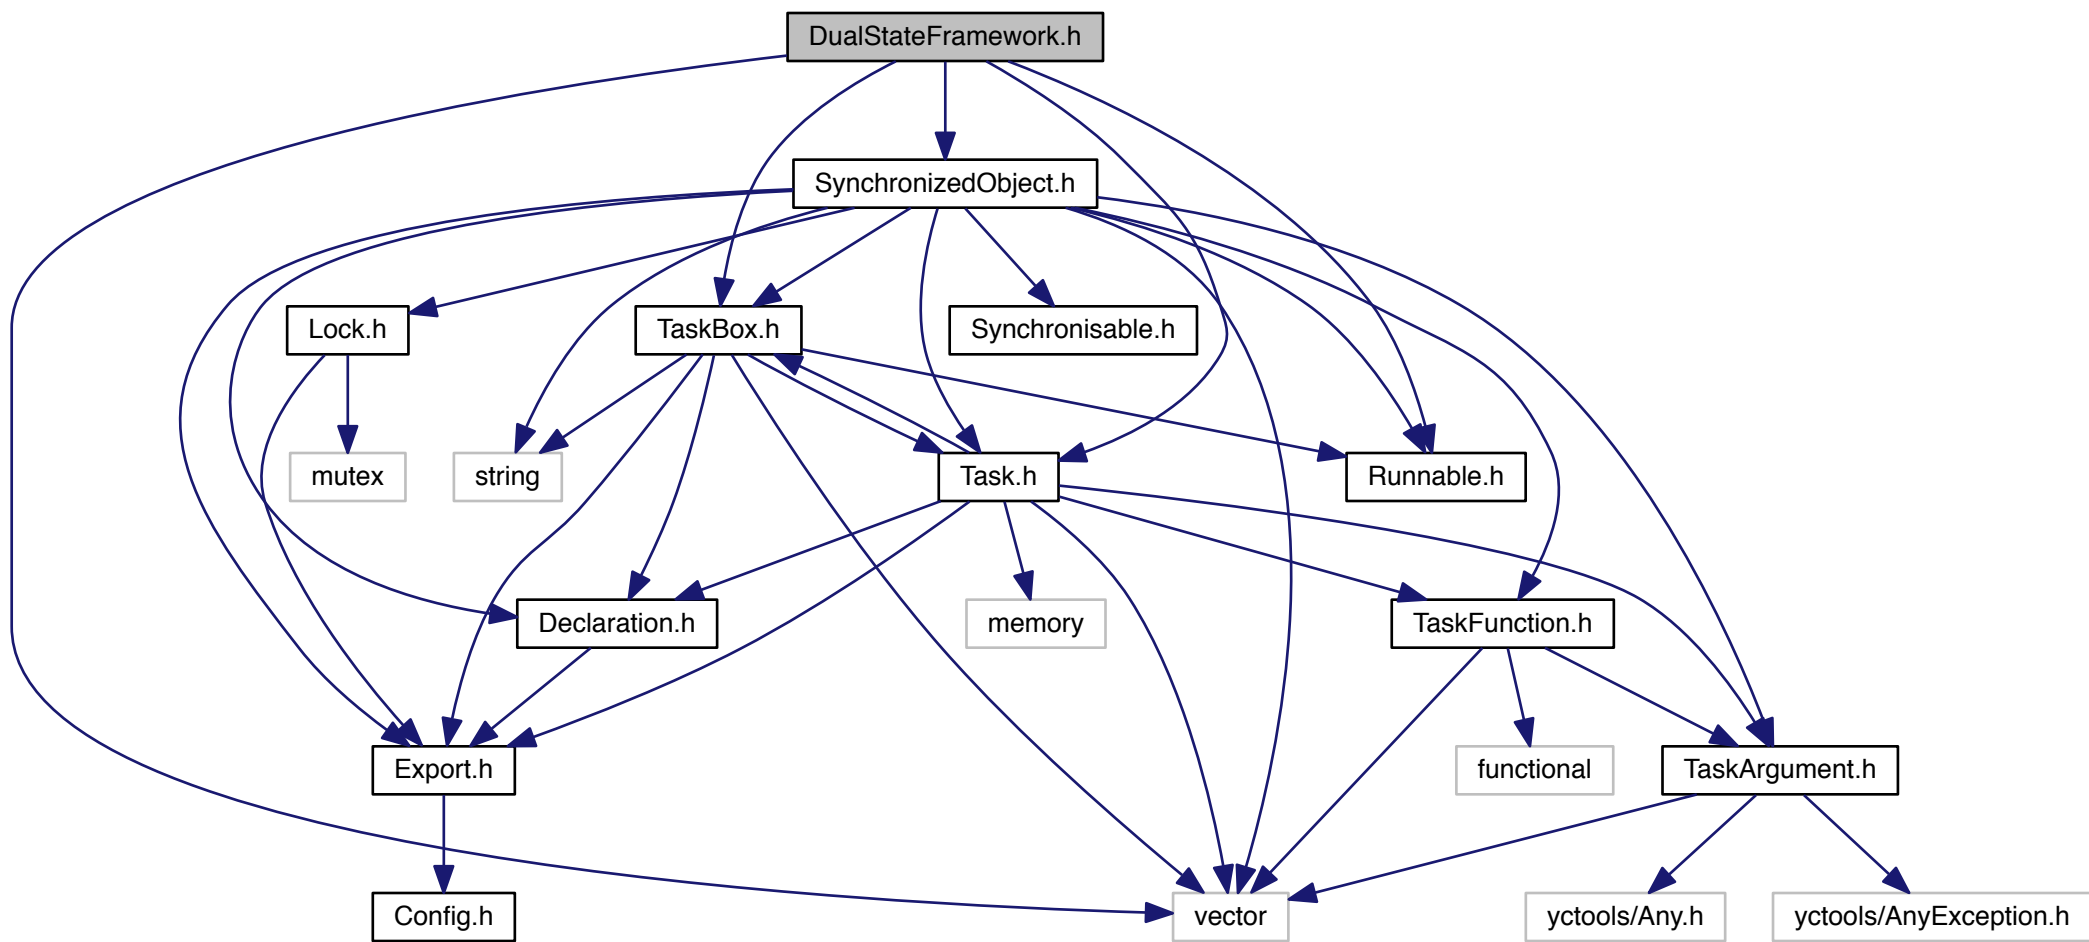 DualStateFramework.h
SynchronizedObject.h
Lock.h
TaskBox.h
Synchronisable.h
mutex
string
Task.h
Runnable.h
Declaration.h
memory
TaskFunction.h
Export.h
functional
TaskArgument.h
Config.h
vector
yctools/Any.h
yctools/AnyException.h